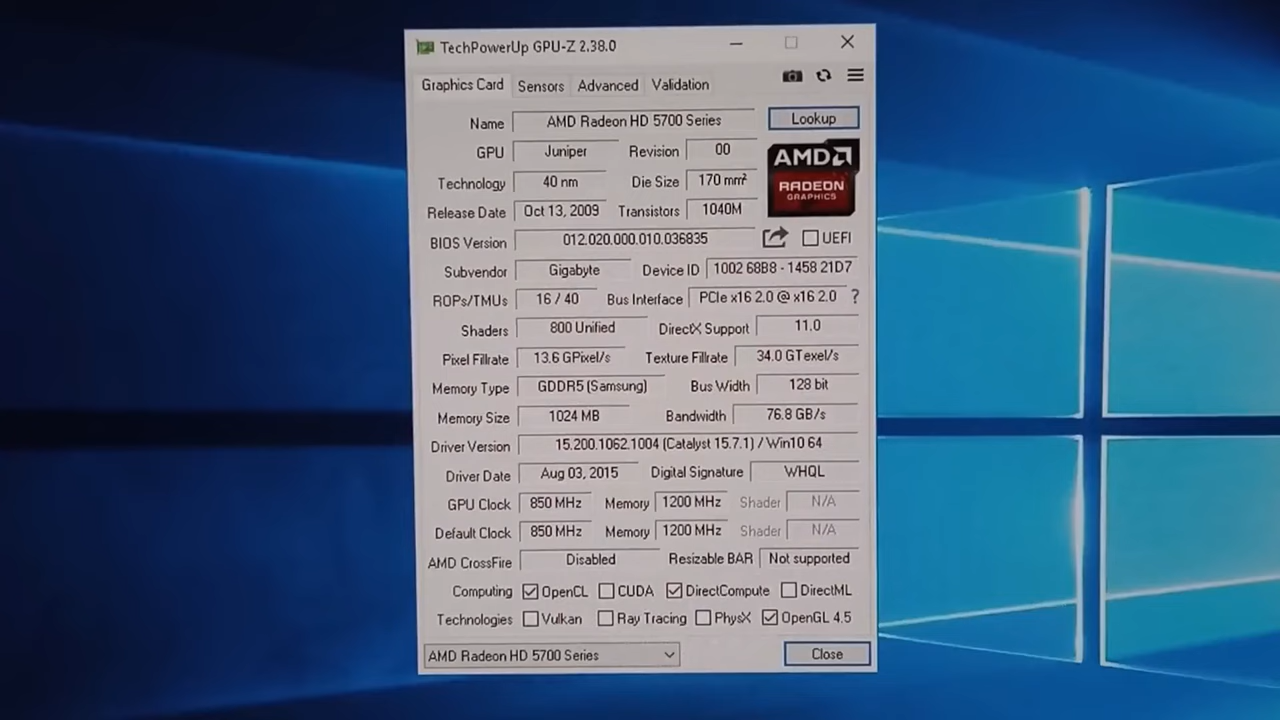 TechPowerUp GPU-Z 2.38.0
Graphics Card Sensors Advanced Validation
Name AMD Radeon HD 5700 Series Lookup
GPU Juniper Revision 00
AMD
RADEON
GRAPHICS
Technology 40 nm Die Size 170 mm²
Release Date Oct 13, 2009 Transistors 1040M
BIOS Version 012.020.000.010.036835 UEFI
Subvendor Gigabyte Device ID 1002 68B8 - 1458 21D7
ROPs/TMUs 16 / 40 Bus Interface PCIe x16 2.0 @ x16 2.0 ?
Shaders 800 Unified DirectX Support 11.0
Pixel Fillrate 13.6 GPixel/s Texture Fillrate 34.0 GTexel/s
Memory Type GDDR5 (Samsung) Bus Width 128 bit
Memory Size 1024 MB Bandwidth 76.8 GB/s
Driver Version 15.200.1062.1004 (Catalyst 15.7.1) / Win10 64
Driver Date Aug 03, 2015 Digital Signature WHQL
GPU Clock 850 MHz Memory 1200 MHz Shader N/A
Default Clock 850 MHz Memory 1200 MHz Shader N/A
AMD CrossFire Disabled Resizable BAR Not supported
Computing OpenCL CUDA DirectCompute DirectML
Technologies Vulkan Ray Tracing PhysX OpenGL 4.5
AMD Radeon HD 5700 Series Close